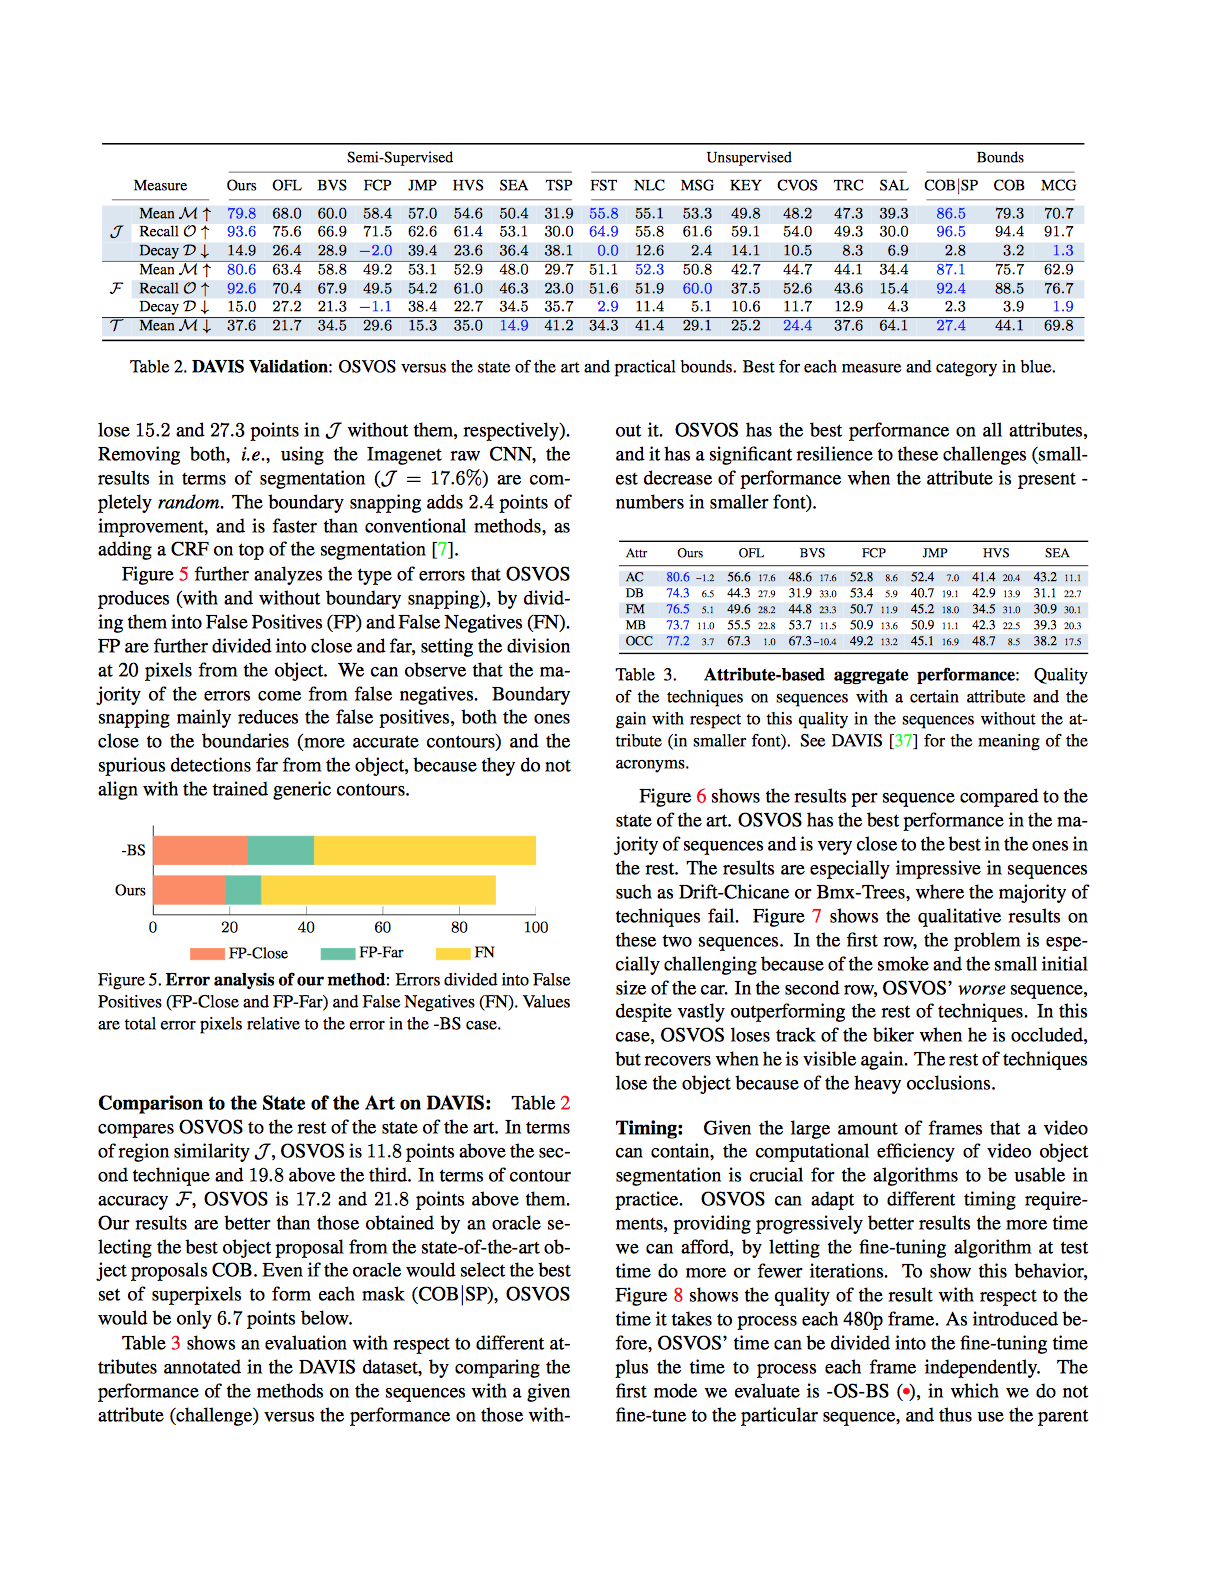 Semi-Supervised Unsupervised Bounds
Measure Ours OFL BVS FCP JMP HVS SEA TSP FST NLC MSG KEY CVOS TRC SAL COB|SP COB MCG
Mean M ↑ 79.8 68.0 60.0 58.4 57.0 54.6 50.4 31.9 55.8 55.1 53.3 49.8 48.2 47.3 39.3 86.5 79.3 70.7
J Recall O ↑ 93.6 75.6 66.9 71.5 62.6 61.4 53.1 30.0 64.9 55.8 61.6 59.1 54.0 49.3 30.0 96.5 94.4 91.7
Decay D ↓ 14.9 26.4 28.9 −2.0 39.4 23.6 36.4 38.1 0.0 12.6 2.4 14.1 10.5 8.3 6.9 2.8 3.2 1.3
Mean M ↑ 80.6 63.4 58.8 49.2 53.1 52.9 48.0 29.7 51.1 52.3 50.8 42.7 44.7 44.1 34.4 87.1 75.7 62.9
F Recall O ↑ 92.6 70.4 67.9 49.5 54.2 61.0 46.3 23.0 51.6 51.9 60.0 37.5 52.6 43.6 15.4 92.4 88.5 76.7
Decay D ↓ 15.0 27.2 21.3 −1.1 38.4 22.7 34.5 35.7 2.9 11.4 5.1 10.6 11.7 12.9 4.3 2.3 3.9 1.9
T Mean M ↓ 37.6 21.7 34.5 29.6 15.3 35.0 14.9 41.2 34.3 41.4 29.1 25.2 24.4 37.6 64.1 27.4 44.1 69.8
Table 2. DAVIS Validation: OSVOS versus the state of the art and practical bounds. Best for each measure and category in blue.
lose 15.2 and 27.3 points in J without them, respectively).
Removing both, i.e., using the Imagenet raw CNN, the
results in terms of segmentation (J = 17.6%) are com-
pletely random. The boundary snapping adds 2.4 points of
improvement, and is faster than conventional methods, as
adding a CRF on top of the segmentation [7].
Figure 5 further analyzes the type of errors that OSVOS
produces (with and without boundary snapping), by divid-
ing them into False Positives (FP) and False Negatives (FN).
FP are further divided into close and far, setting the division
at 20 pixels from the object. We can observe that the ma-
jority of the errors come from false negatives. Boundary
snapping mainly reduces the false positives, both the ones
close to the boundaries (more accurate contours) and the
spurious detections far from the object, because they do not
align with the trained generic contours.
-BS
Ours
0 20 40 60 80 100
FP-Close FP-Far FN
Figure 5. Error analysis of our method: Errors divided into False
Positives (FP-Close and FP-Far) and False Negatives (FN). Values
are total error pixels relative to the error in the -BS case.
Comparison to the State of the Art on DAVIS: Table 2
compares OSVOS to the rest of the state of the art. In terms
of region similarity J, OSVOS is 11.8 points above the sec-
ond technique and 19.8 above the third. In terms of contour
accuracy F, OSVOS is 17.2 and 21.8 points above them.
Our results are better than those obtained by an oracle se-
lecting the best object proposal from the state-of-the-art ob-
ject proposals COB. Even if the oracle would select the best
set of superpixels to form each mask (COB|SP), OSVOS
would be only 6.7 points below.
Table 3 shows an evaluation with respect to different at-
tributes annotated in the DAVIS dataset, by comparing the
performance of the methods on the sequences with a given
attribute (challenge) versus the performance on those with-
out it. OSVOS has the best performance on all attributes,
and it has a significant resilience to these challenges (small-
est decrease of performance when the attribute is present -
numbers in smaller font).
Attr Ours OFL BVS FCP JMP HVS SEA
AC 80.6 −1.2 56.6 17.6 48.6 17.6 52.8 8.6 52.4 7.0 41.4 20.4 43.2 11.1
DB 74.3 6.5 44.3 27.9 31.9 33.0 53.4 5.9 40.7 19.1 42.9 13.9 31.1 22.7
FM 76.5 5.1 49.6 28.2 44.8 23.3 50.7 11.9 45.2 18.0 34.5 31.0 30.9 30.1
MB 73.7 11.0 55.5 22.8 53.7 11.5 50.9 13.6 50.9 11.1 42.3 22.5 39.3 20.3
OCC 77.2 3.7 67.3 1.0 67.3 −10.4 49.2 13.2 45.1 16.9 48.7 8.5 38.2 17.5
Table 3. Attribute-based aggregate performance: Quality
of the techniques on sequences with a certain attribute and the
gain with respect to this quality in the sequences without the at-
tribute (in smaller font). See DAVIS [37] for the meaning of the
acronyms.
Figure 6 shows the results per sequence compared to the
state of the art. OSVOS has the best performance in the ma-
jority of sequences and is very close to the best in the ones in
the rest. The results are especially impressive in sequences
such as Drift-Chicane or Bmx-Trees, where the majority of
techniques fail. Figure 7 shows the qualitative results on
these two sequences. In the first row, the problem is espe-
cially challenging because of the smoke and the small initial
size of the car. In the second row, OSVOS' worse sequence,
despite vastly outperforming the rest of techniques. In this
case, OSVOS loses track of the biker when he is occluded,
but recovers when he is visible again. The rest of techniques
lose the object because of the heavy occlusions.
Timing: Given the large amount of frames that a video
can contain, the computational efficiency of video object
segmentation is crucial for the algorithms to be usable in
practice. OSVOS can adapt to different timing require-
ments, providing progressively better results the more time
we can afford, by letting the fine-tuning algorithm at test
time do more or fewer iterations. To show this behavior,
Figure 8 shows the quality of the result with respect to the
time it takes to process each 480p frame. As introduced be-
fore, OSVOS' time can be divided into the fine-tuning time
plus the time to process each frame independently. The
first mode we evaluate is -OS-BS (•), in which we do not
fine-tune to the particular sequence, and thus use the parent